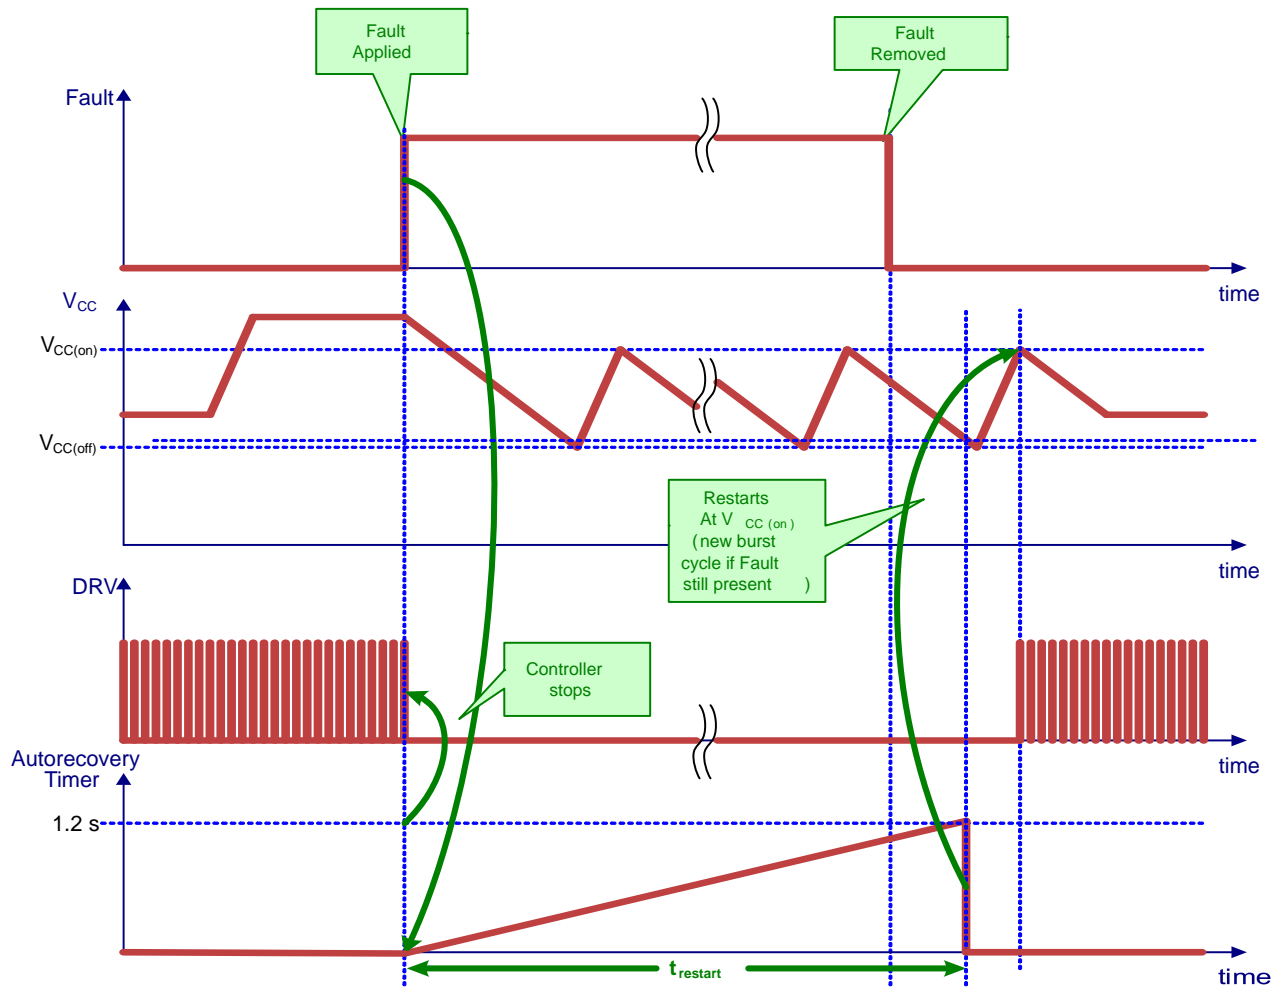 Fault
Applied
Fault
Removed
Fault
time
VCC
VCC(on)
VCC(off)
Restarts
At V CC (on)
(new burst
cycle if Fault
still present )
time
DRV
Controller
stops
Autorecovery
Timer
time
1.2 s
trestart
time